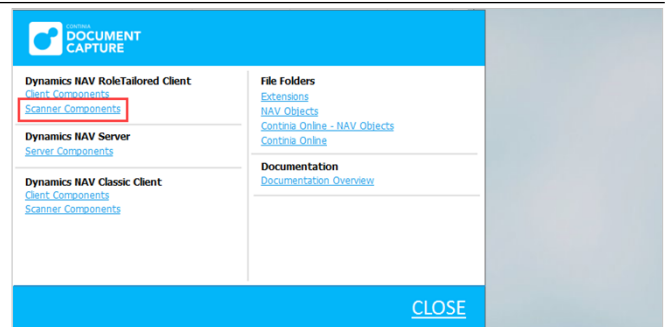 CONTINIA
DOCUMENT
CAPTURE
Dynamics NAV RoleTailored Client
Client Components
Scanner Components
Dynamics NAV Server
Server Components
Dynamics NAV Classic Client
Client Components
Scanner Components
File Folders
Extensions
NAV Objects
Continia Online - NAV Objects
Continia Online
Documentation
Documentation Overview
CLOSE